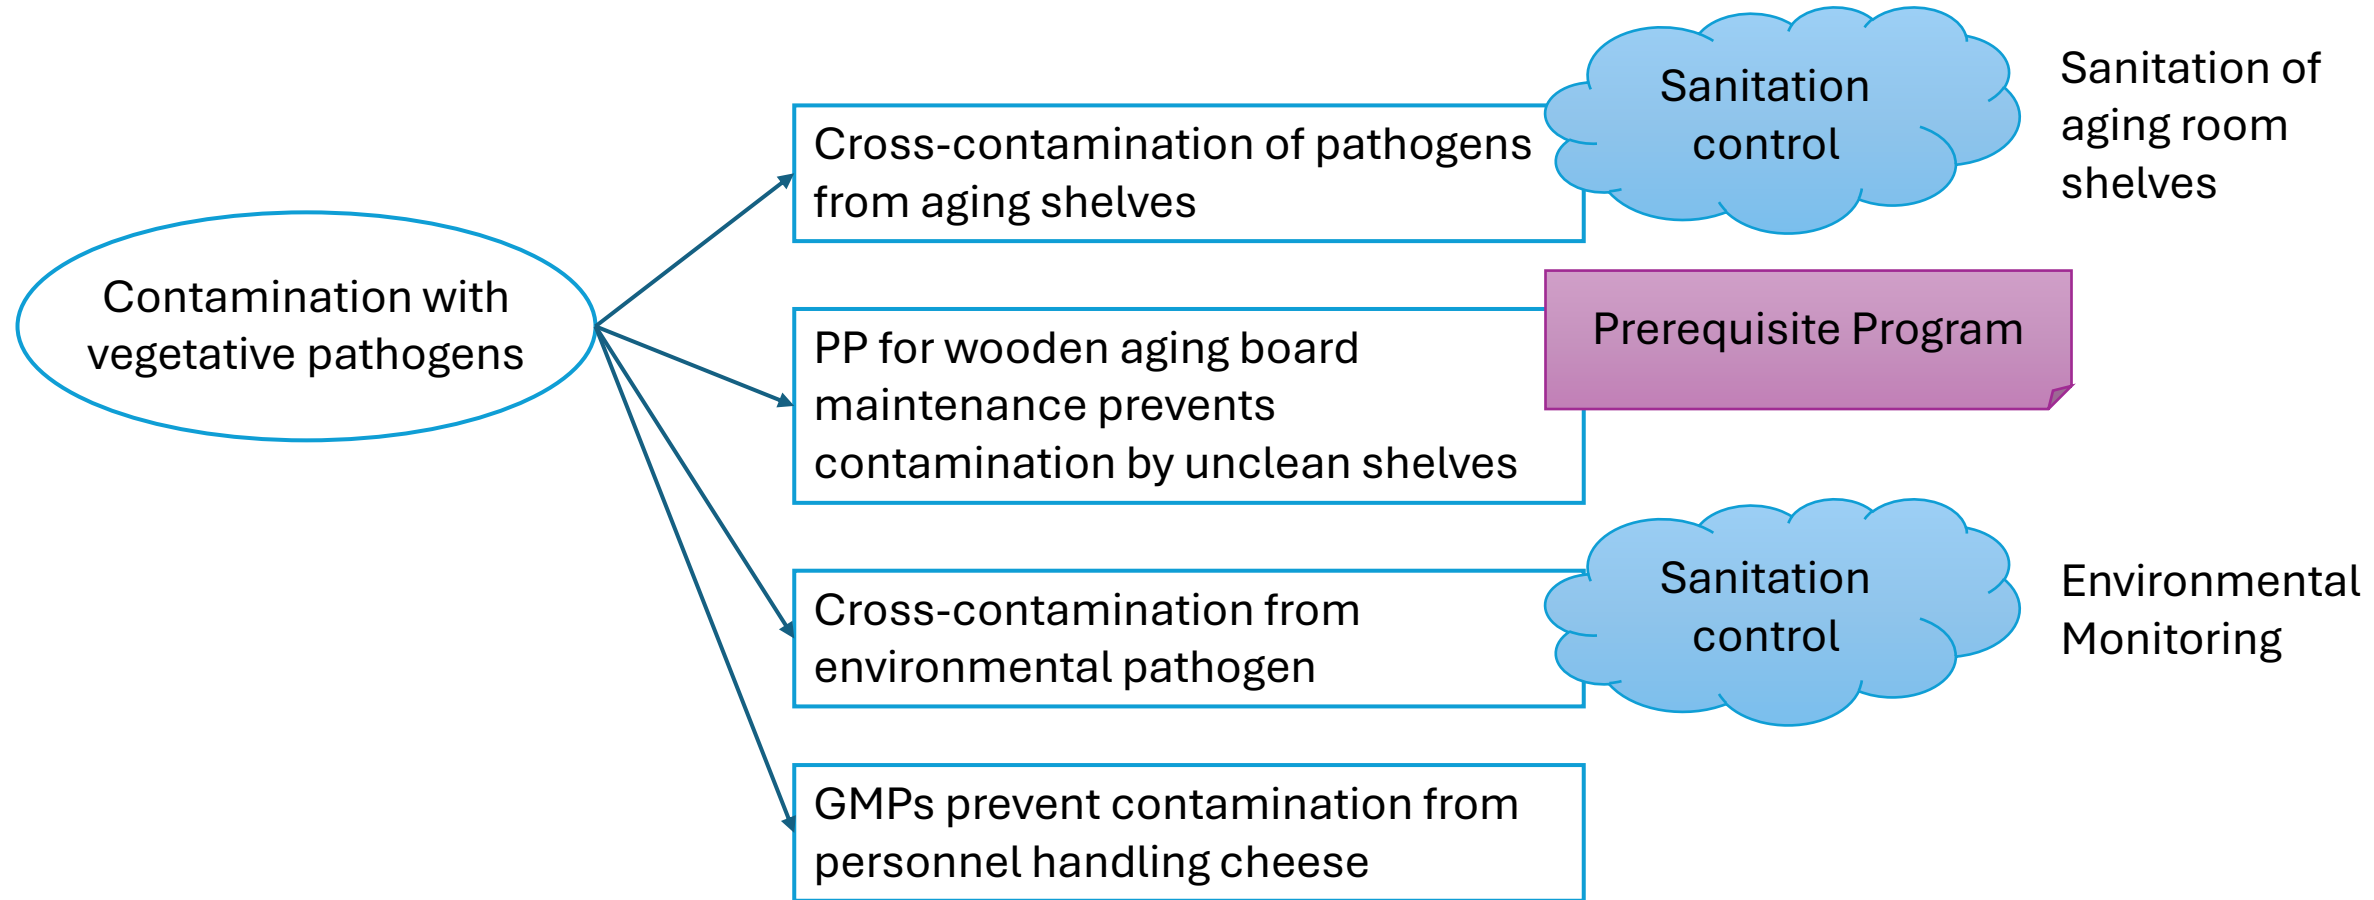 Contamination with
vegetative pathogens
Cross-contamination of pathogens
from aging shelves
Sanitation
control
Sanitation of
aging room
shelves
PP for wooden aging board
maintenance prevents
contamination by unclean shelves
Prerequisite Program
Cross-contamination from
environmental pathogen
Sanitation
control
Environmental
Monitoring
GMPs prevent contamination from
personnel handling cheese